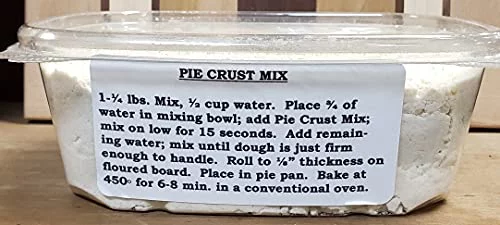 PIE CRUST MIX
1-¼ lbs. Mix, ⅓ cup water. Place ¾ of
water in mixing bowl; add Pie Crust Mix;
mix on low for 15 seconds. Add remain-
ing water; mix until dough is just firm
enough to handle. Roll to ⅛” thickness on
floured board. Place in pie pan. Bake at
450° for 6-8 min. in a conventional oven.